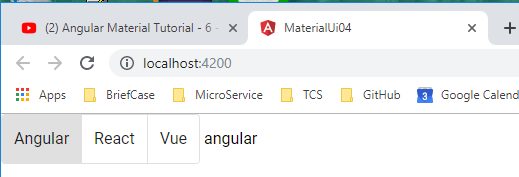 (2) Angular Material Tutorial - 6 -
MaterialUi04
localhost:4200
Apps BriefCase MicroService TCS GitHub 3 Google Calend
Angular React Vue angular